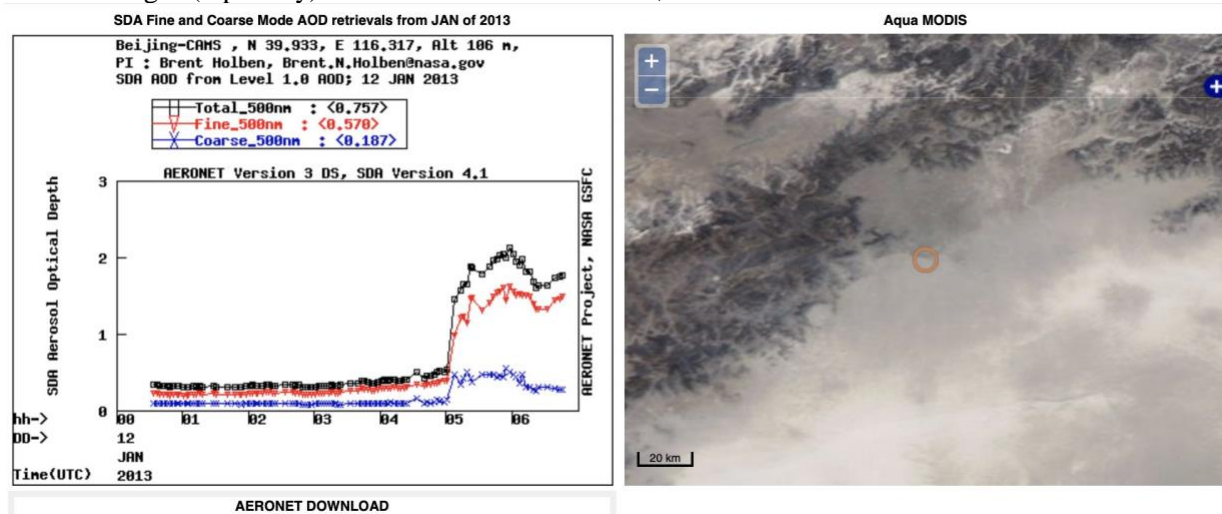 SDA Fine and Coarse Mode AOD retrievals from JAN of 2013
Aqua MODIS
Beijing-CAMS , N 39.933, E 116.317, Alt 106 m,
PI : Brent Holben, Brent.N.Holben@nasa.gov
SDA AOD from Level 1.0 AOD; 12 JAN 2013
Total_500nm : <0.757>
Fine_500nm : <0.570>
Coarse_500nm : <0.187>
AERONET Version 3 DS, SDA Version 4.1
SDA Aerosol Optical Depth
3
2
1
0
AERONET Project, NASA GSFC
hh-> 00 01 02 03 04 05 06
DD-> 12
JAN
Time(UTC) 2013
+
−
+
20 km
AERONET DOWNLOAD